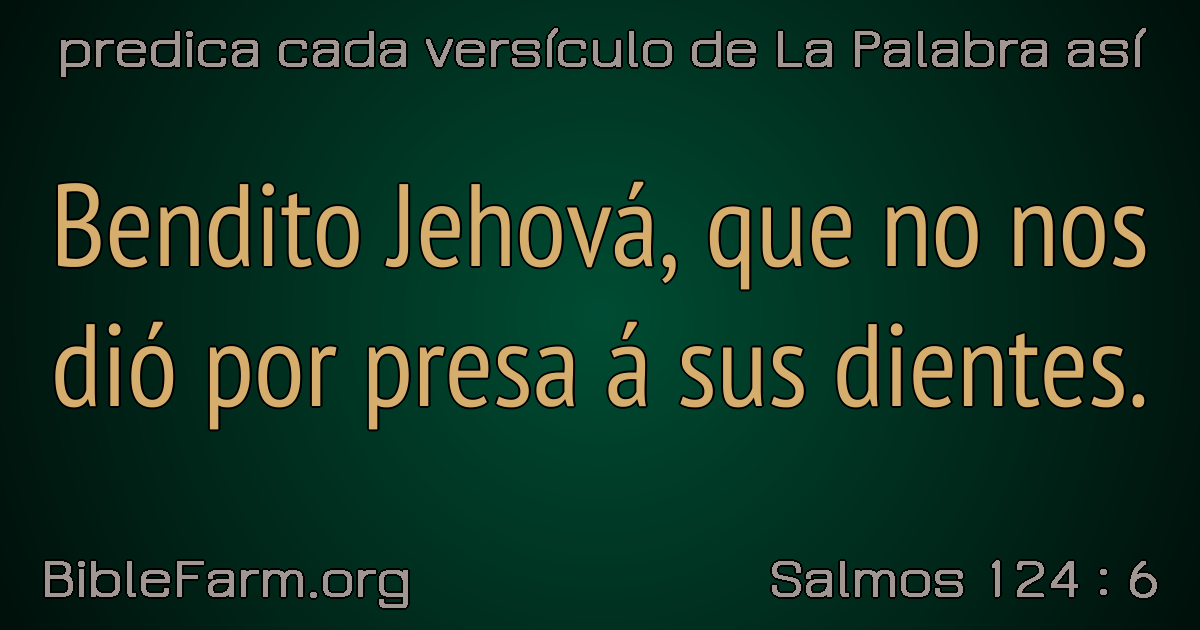 predica cada versículo de La Palabra así
Bendito Jehová, que no nos
dió por presa á sus dientes.
BibleFarm.org
Salmos 124 : 6